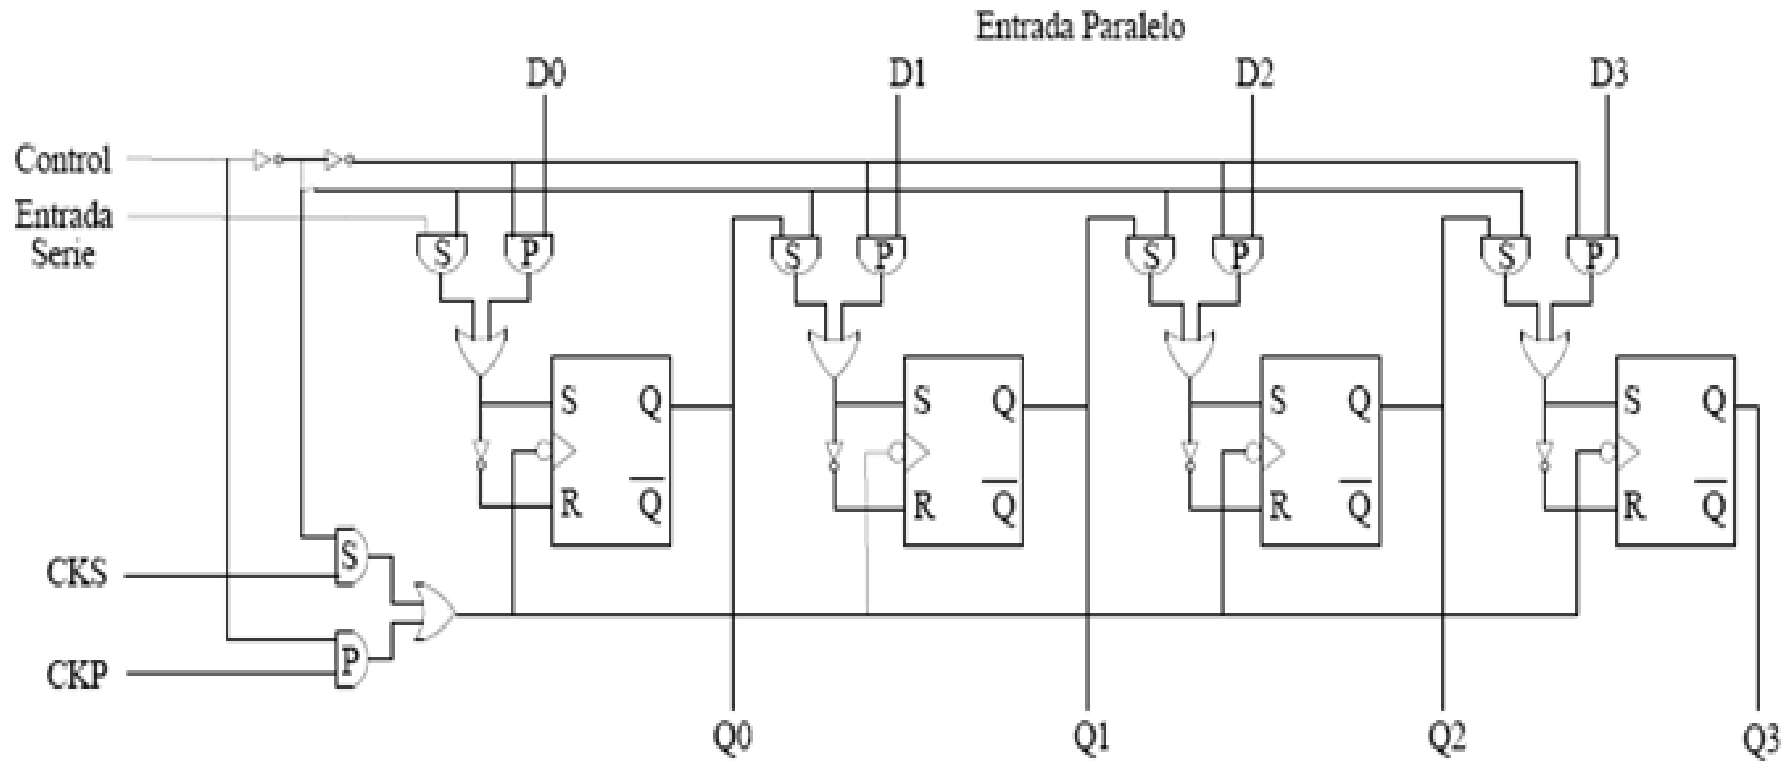 Entrada Paralelo
D0 D1 D2 D3
Control
Entrada
Serie
S P S P S P S P
S Q S Q S Q S Q
R Q R Q R Q R Q
S
CKS
P
CKP
Q0 Q1 Q2 Q3